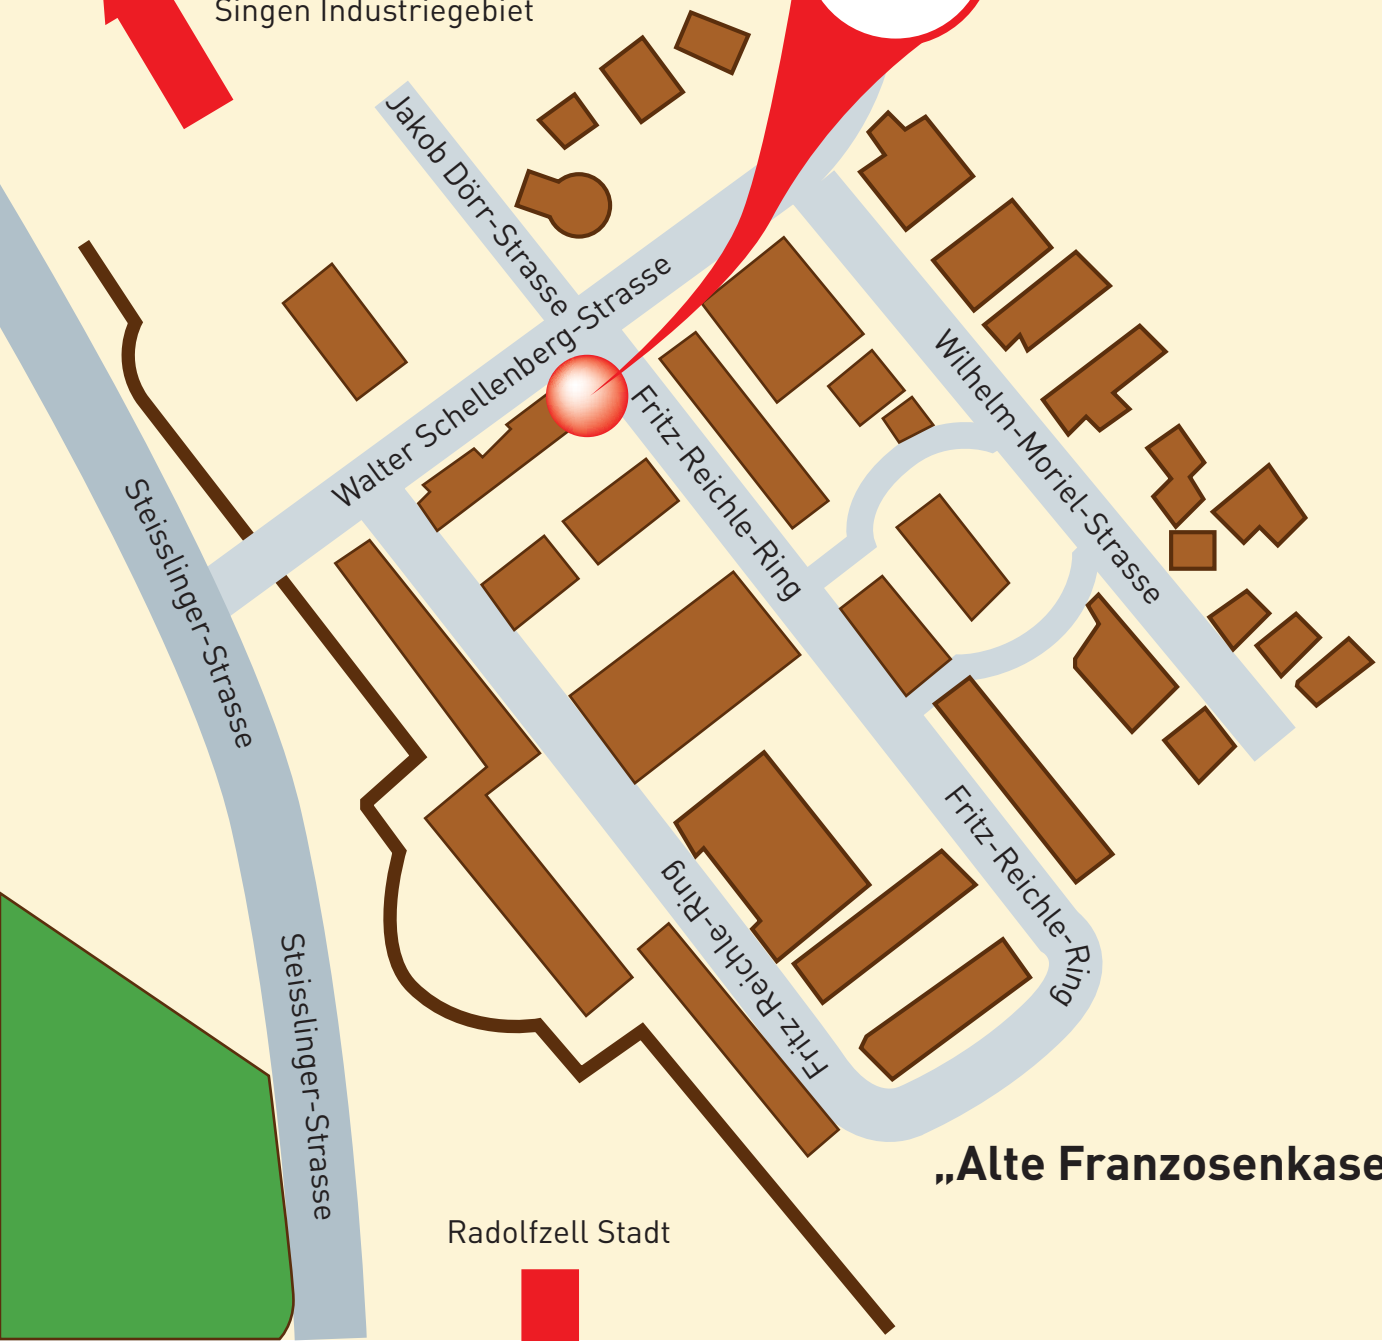 Singen Industriegebiet
Jakob Dörr-Strasse
Walter Schellenberg-Strasse
Wilhelm-Moriel-Strasse
Fritz-Reichle-Ring
Steisslinger-Strasse
Fritz-Reichle-Ring
Fritz-Reichle-Ring
Steisslinger-Strasse
„Alte Franzosenkase
Radolfzell Stadt